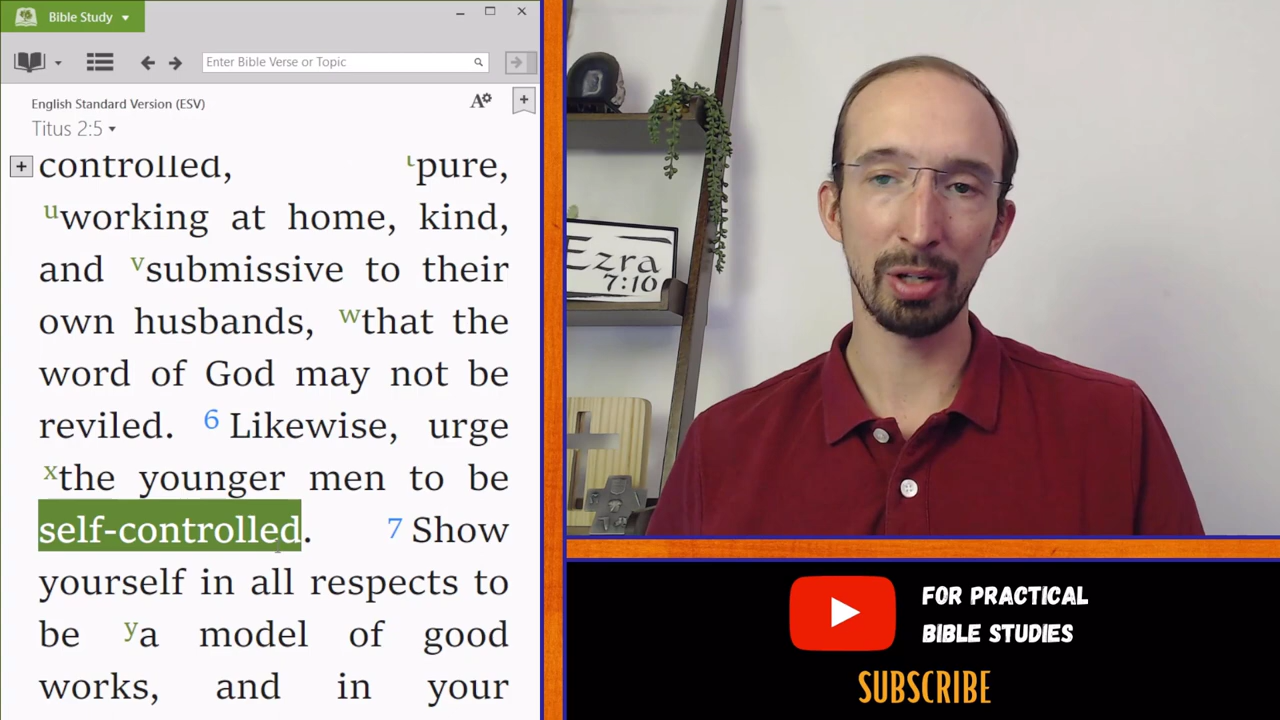 Bible Study
Enter Bible Verse or Topic
English Standard Version (ESV)
A
Titus 2:5
controlled, tpure,
uworking at home, kind,
and vsubmissive to their
own husbands, wthat the
word of God may not be
reviled. 6 Likewise, urge
xthe younger men to be
self-controlled. 7 Show
yourself in all respects to
be ya model of good
works, and in your
Ezra
7:10
FOR PRACTICAL
BIBLE STUDIES
SUBSCRIBE